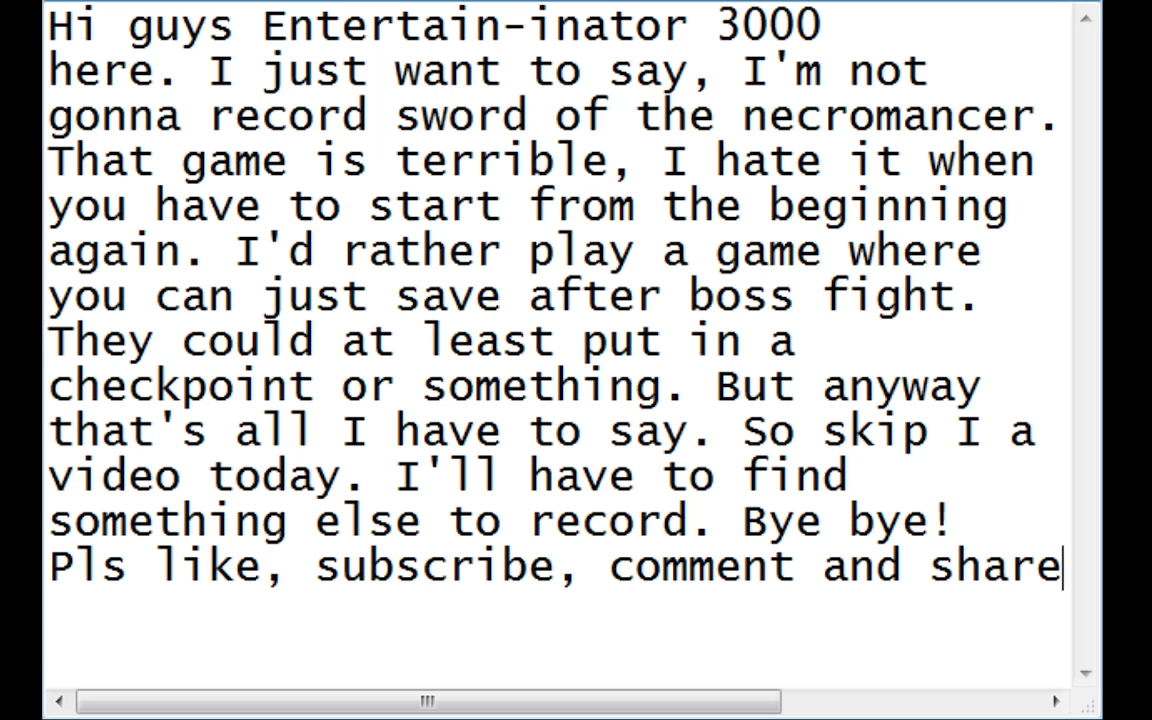 Hi guys Entertain-inator 3000
here. I just want to say, I'm not
gonna record sword of the necromancer.
That game is terrible, I hate it when
you have to start from the beginning
again. I'd rather play a game where
you can just save after boss fight.
They could at least put in a
checkpoint or something. But anyway
that's all I have to say. So skip I a
video today. I'll have to find
something else to record. Bye bye!
Pls like, subscribe, comment and share